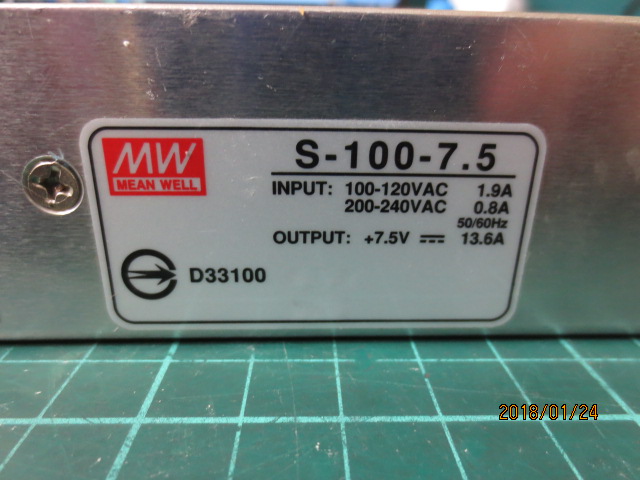 MW
MEAN WELL
S-100-7.5
INPUT: 100-120VAC 1.9A
200-240VAC 0.8A
50/60Hz
OUTPUT: +7.5V ⎓ 13.6A
D33100
2018/01/24